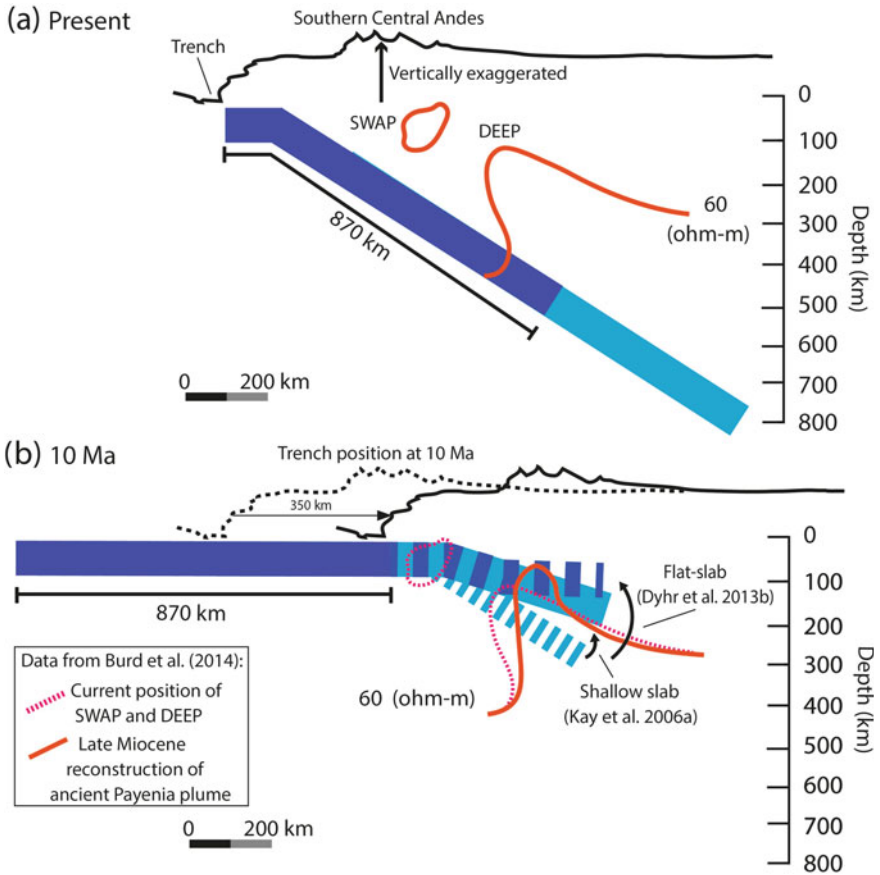 (a) Present
Southern Central Andes
Trench
Vertically exaggerated
SWAP
DEEP
60
(ohm-m)
870 km
0
100
200
300
400
500
600
700
800
Depth (km)
0 200 km
(b) 10 Ma
Trench position at 10 Ma
350 km
870 km
Flat-slab
(Dyhr et al. 2013b)
Shallow slab
(Kay et al. 2006a)
60 (ohm-m)
0
100
200
300
400
500
600
700
800
Depth (km)
Data from Burd et al. (2014):
Current position of
SWAP and DEEP
Late Miocene
reconstruction of
ancient Payenia plume
0 200 km